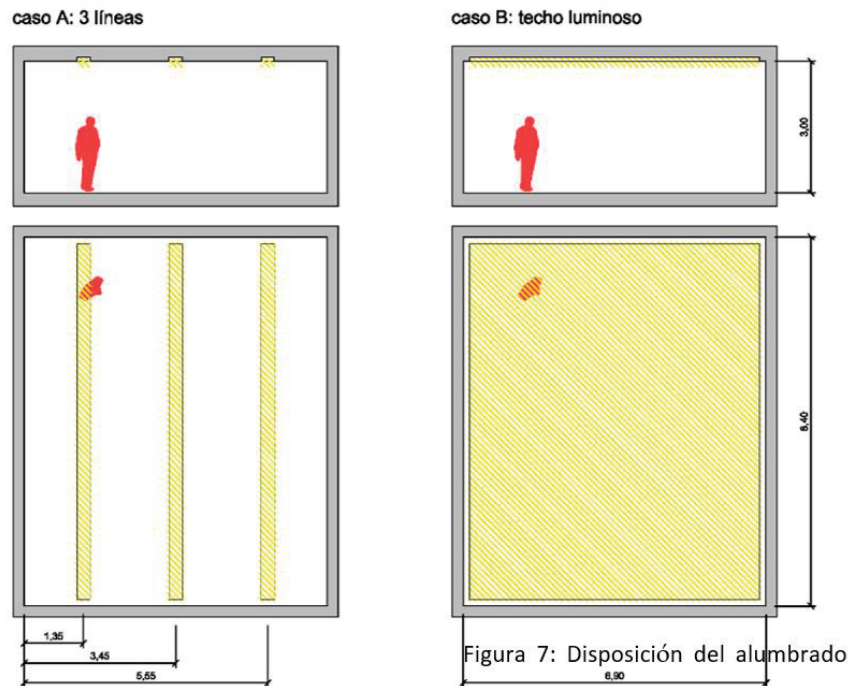 caso A: 3 líneas
caso B: techo luminoso
3,00
8,40
1,35
3,45
5,55
6,90
Figura 7: Disposición del alumbrado